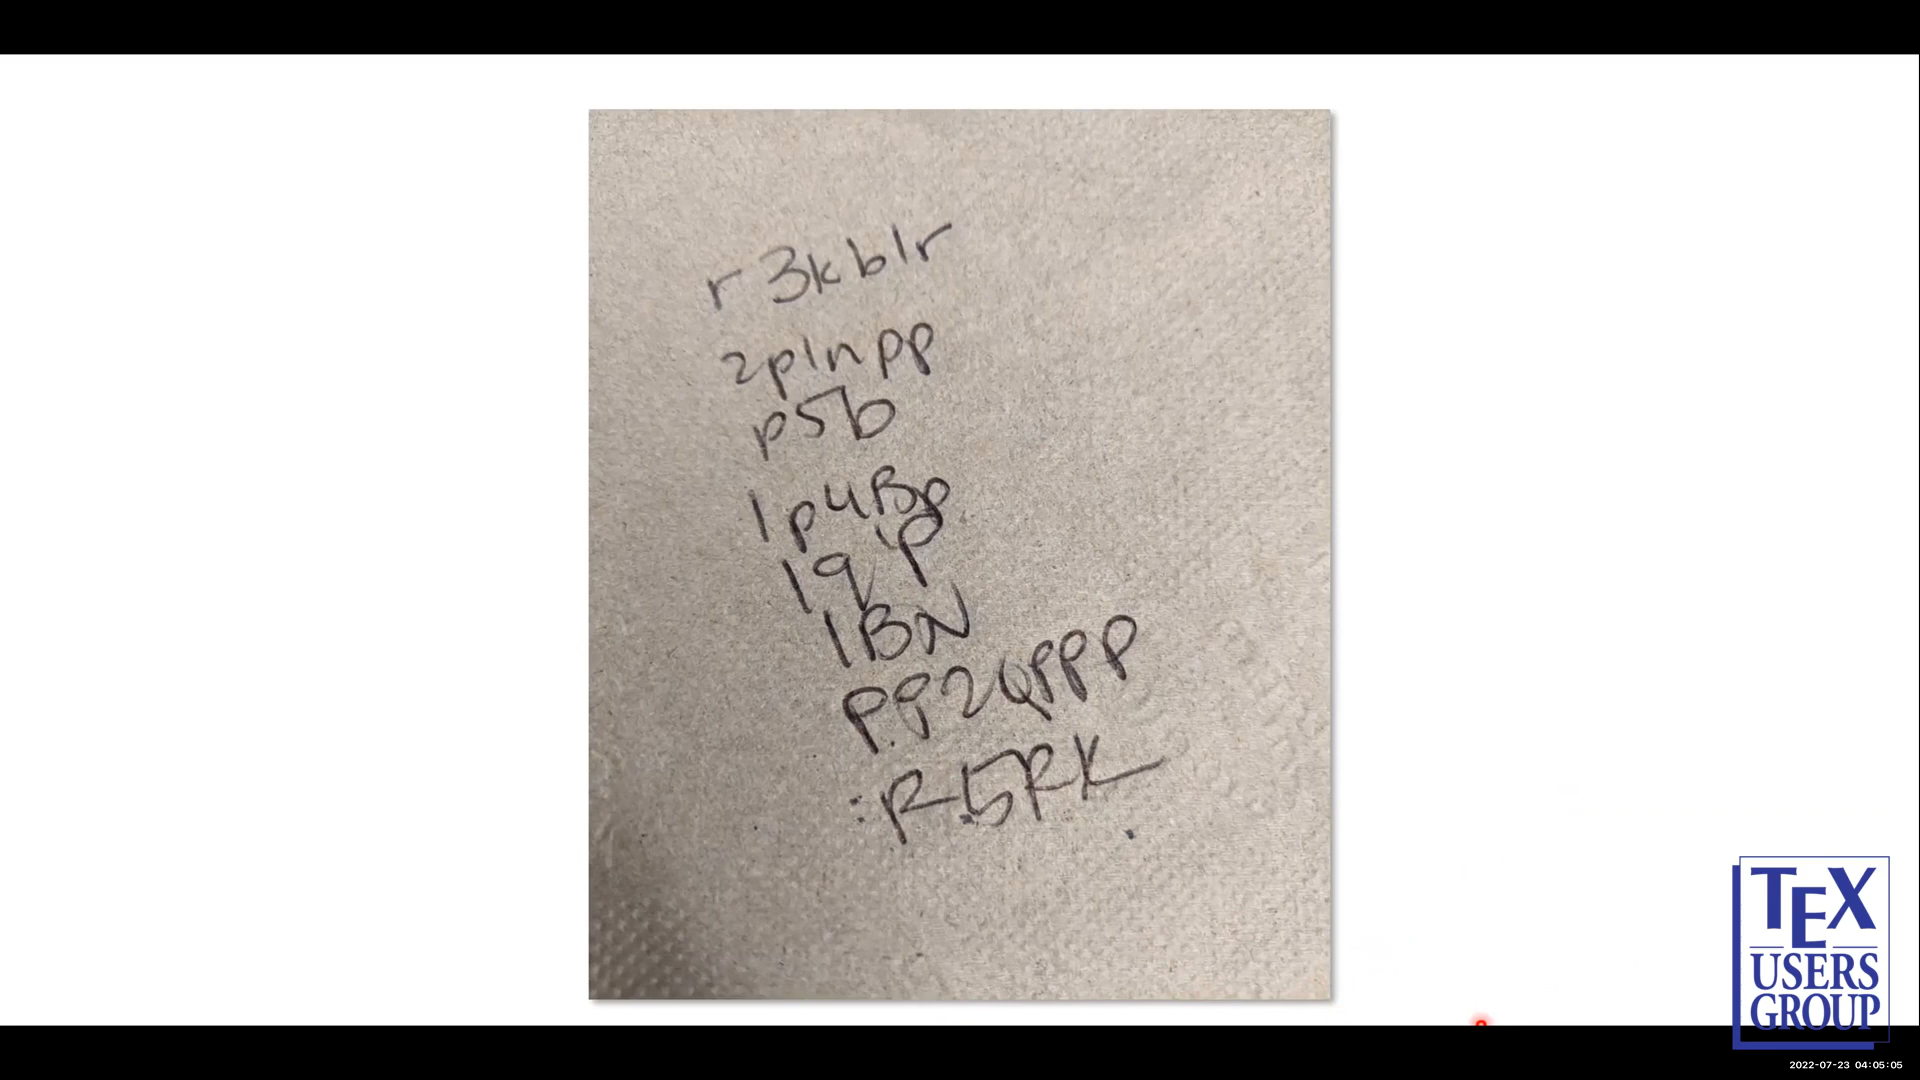 r3kb1r
2p1npp
p5b
1p4Bp
1q1P
1BN
PP2QPPP
R5RK
TEX
USERS
GROUP
2022-07-23 04:05:05